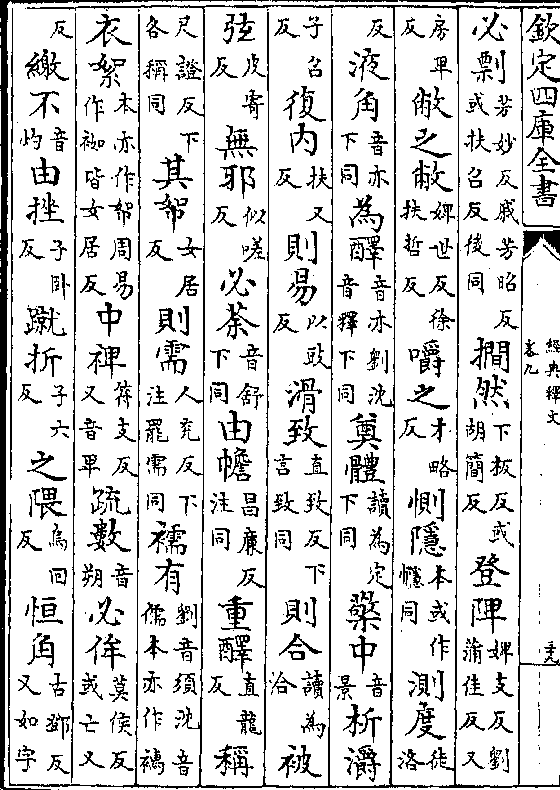 欽定四庫全書
經典釋文
卷九
必剽芳妙反戚芳昭反或扶召反後同撊然下板反或胡簡反登陴婢支反劉蒲佳反又
房卑反敝之敝婢世反徐扶哲反嚼之才略反惻隱本或作㥯同測度徒洛
反液角音亦下同為醳音亦劉沈音釋下同奠體讀為定下同檠中音景析灂
子召反復内扶又反則易以豉反滑致直致反下言致同則合讀為洽被
弦皮寄反無邪似嗟反必荼音舒下同由幨昌廉反注同重醳直龍反稱
尺證反下各稱同其帤女居反則需人兖反下注罷需同襦有劉音須沈音儒本亦作襦
衣絮本亦作帤周易作袽皆女居反中裨符支反又音卑疏數音朔必侔莫侯反或亡又
反繳不音灼由挫子卧反蹴折子六反之隈烏回反恒角古鄧反又如字